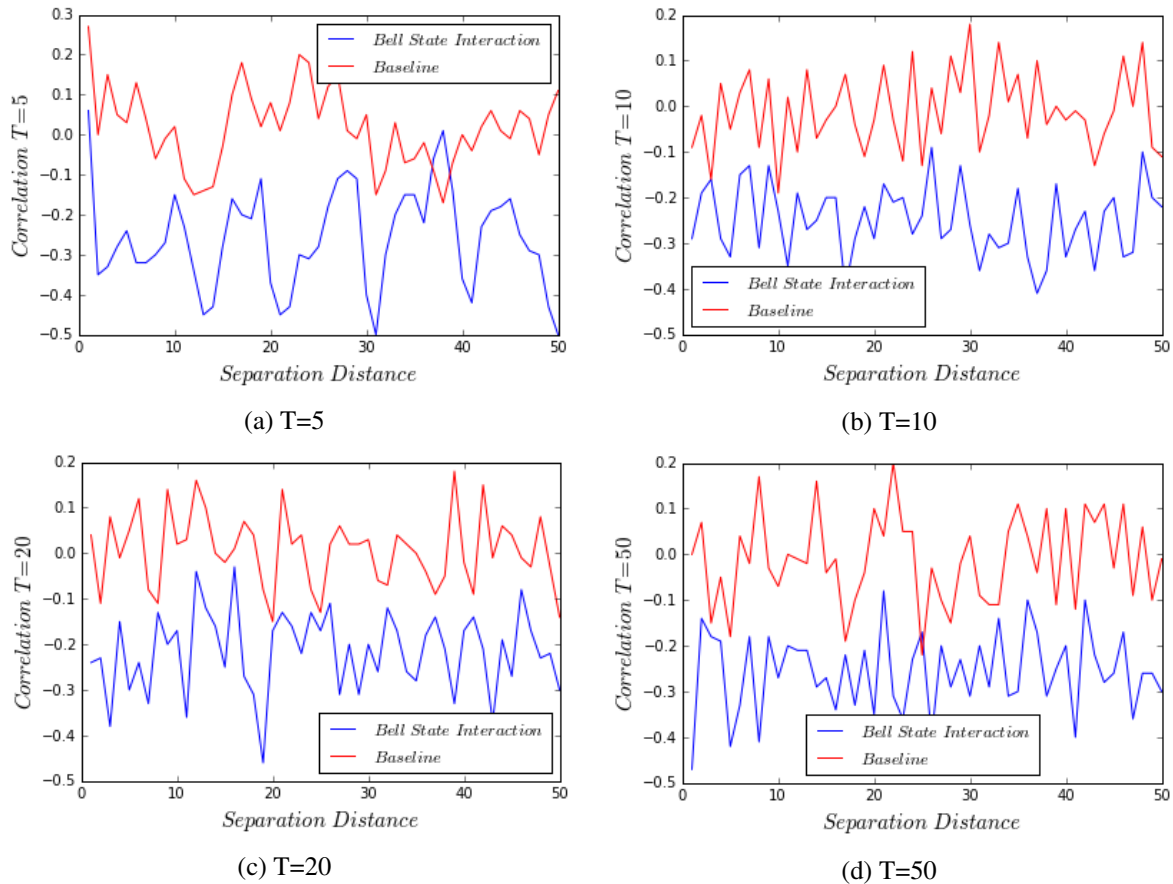 0.3
0.2
0.1
0.0
−0.1
−0.2
−0.3
−0.4
−0.5
Correlation T=5
Bell State Interaction
Baseline
0 10 20 30 40 50
Separation Distance
(a) T=5
0.2
0.1
0.0
−0.1
−0.2
−0.3
−0.4
−0.5
Correlation T=10
Bell State Interaction
Baseline
0 10 20 30 40 50
Separation Distance
(b) T=10
0.2
0.1
0.0
−0.1
−0.2
−0.3
−0.4
−0.5
Correlation T=20
Bell State Interaction
Baseline
0 10 20 30 40 50
Separation Distance
(c) T=20
0.2
0.1
0.0
−0.1
−0.2
−0.3
−0.4
−0.5
Correlation T=50
Bell State Interaction
Baseline
0 10 20 30 40 50
Separation Distance
(d) T=50